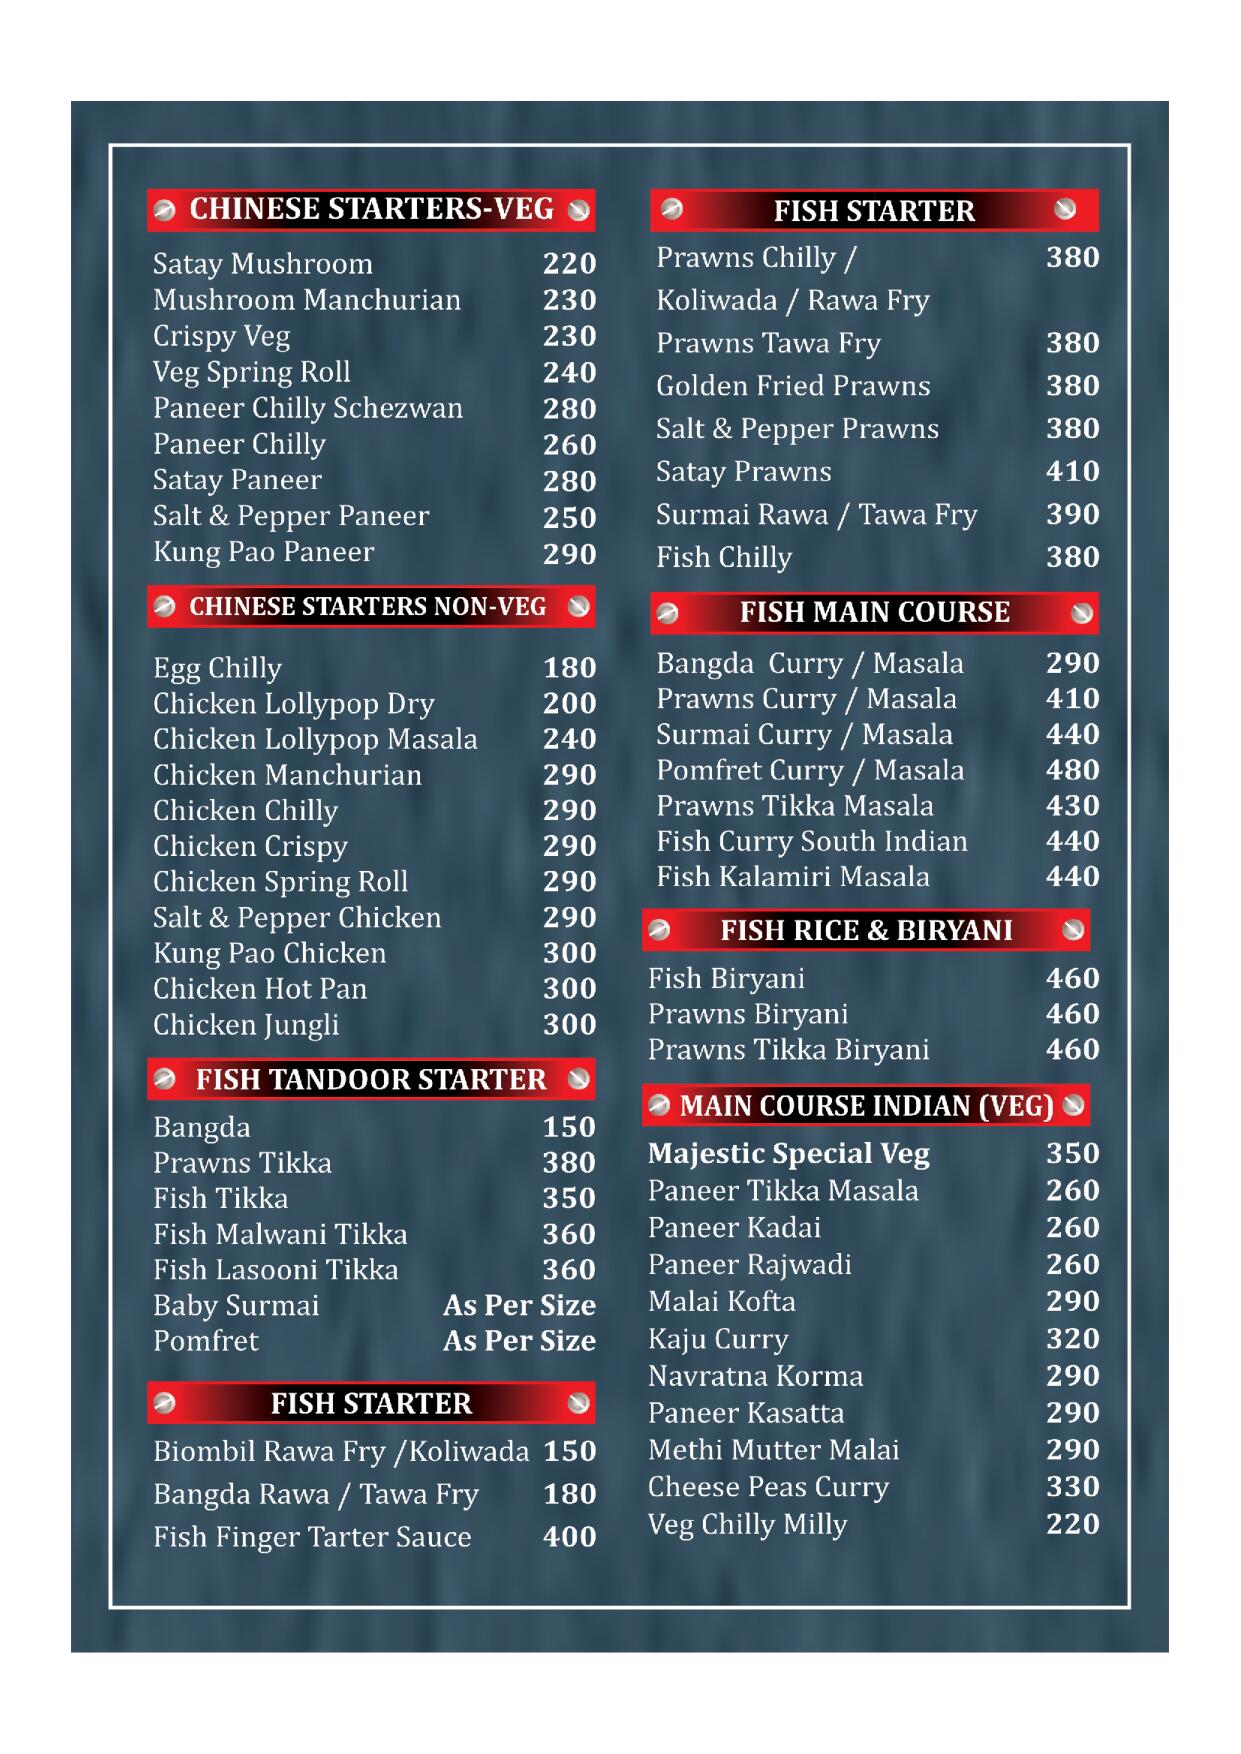 CHINESE STARTERS-VEG
Satay Mushroom 220
Mushroom Manchurian 230
Crispy Veg 230
Veg Spring Roll 240
Paneer Chilly Schezwan 280
Paneer Chilly 260
Satay Paneer 280
Salt & Pepper Paneer 250
Kung Pao Paneer 290
CHINESE STARTERS NON-VEG
Egg Chilly 180
Chicken Lollypop Dry 200
Chicken Lollypop Masala 240
Chicken Manchurian 290
Chicken Chilly 290
Chicken Crispy 290
Chicken Spring Roll 290
Salt & Pepper Chicken 290
Kung Pao Chicken 300
Chicken Hot Pan 300
Chicken Jungli 300
FISH TANDOOR STARTER
Bangda 150
Prawns Tikka 380
Fish Tikka 350
Fish Malwani Tikka 360
Fish Lasooni Tikka 360
Baby Surmai As Per Size
Pomfret As Per Size
FISH STARTER
Biombil Rawa Fry /Koliwada 150
Bangda Rawa / Tawa Fry 180
Fish Finger Tarter Sauce 400
FISH STARTER
Prawns Chilly / 380
Koliwada / Rawa Fry
Prawns Tawa Fry 380
Golden Fried Prawns 380
Salt & Pepper Prawns 380
Satay Prawns 410
Surmai Rawa / Tawa Fry 390
Fish Chilly 380
FISH MAIN COURSE
Bangda Curry / Masala 290
Prawns Curry / Masala 410
Surmai Curry / Masala 440
Pomfret Curry / Masala 480
Prawns Tikka Masala 430
Fish Curry South Indian 440
Fish Kalamiri Masala 440
FISH RICE & BIRYANI
Fish Biryani 460
Prawns Biryani 460
Prawns Tikka Biryani 460
MAIN COURSE INDIAN (VEG)
Majestic Special Veg 350
Paneer Tikka Masala 260
Paneer Kadai 260
Paneer Rajwadi 260
Malai Kofta 290
Kaju Curry 320
Navratna Korma 290
Paneer Kasatta 290
Methi Mutter Malai 290
Cheese Peas Curry 330
Veg Chilly Milly 220